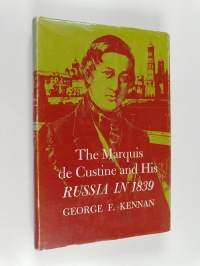 The Marquis
de Custine and His
RUSSIA IN 1839
GEORGE F. KENNAN